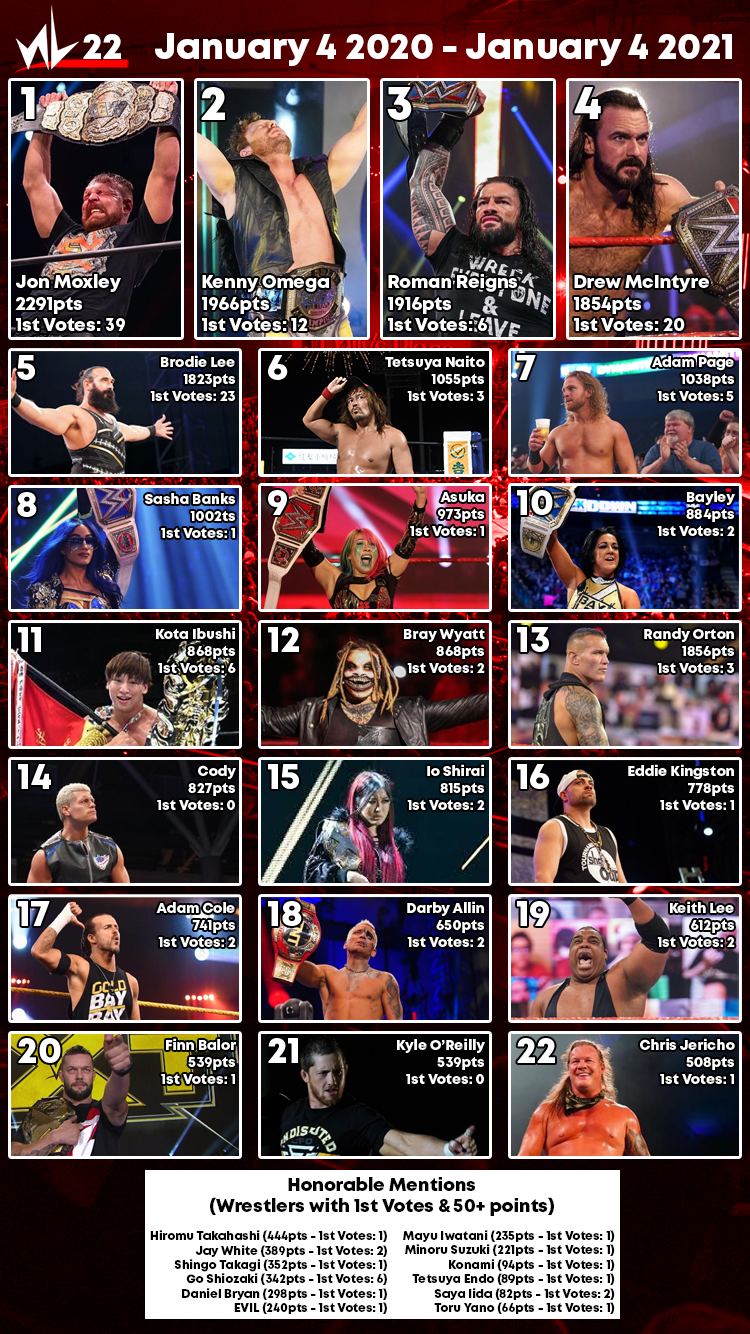 22 January 4 2020 - January 4 2021
1
Jon Moxley
2291pts
1st Votes: 39
2
Kenny Omega
1966pts
1st Votes: 12
3
WRECK
EVERYONE
&
LEAVE
Roman Reigns
1916pts
1st Votes: 6
4
Drew McIntyre
1854pts
1st Votes: 20
5
Brodie Lee
1823pts
1st Votes: 23
6
Tetsuya Naito
1055pts
1st Votes: 3
7
Adam Page
1038pts
1st Votes: 5
8
Sasha Banks
1002ts
1st Votes: 1
9
Asuka
973pts
1st Votes: 1
10
Bayley
884pts
1st Votes: 2
11
Kota Ibushi
868pts
1st Votes: 6
12
Bray Wyatt
868pts
1st Votes: 2
13
Randy Orton
1856pts
1st Votes: 3
14
Cody
827pts
1st Votes: 0
15
Io Shirai
815pts
1st Votes: 2
16
Eddie Kingston
778pts
1st Votes: 1
17
Adam Cole
741pts
1st Votes: 2
GOLD
BAY
BAY
18
Darby Allin
650pts
1st Votes: 2
19
Keith Lee
612pts
1st Votes: 2
20
Finn Balor
539pts
1st Votes: 1
21
Kyle O'Reilly
539pts
1st Votes: 0
22
Chris Jericho
508pts
1st Votes: 1
Honorable Mentions
(Wrestlers with 1st Votes & 50+ points)
Hiromu Takahashi (444pts - 1st Votes: 1)
Jay White (389pts - 1st Votes: 2)
Shingo Takagi (352pts - 1st Votes: 1)
Go Shiozaki (342pts - 1st Votes: 6)
Daniel Bryan (298pts - 1st Votes: 1)
EVIL (240pts - 1st Votes: 1)
Mayu Iwatani (235pts - 1st Votes: 1)
Minoru Suzuki (221pts - 1st Votes: 1)
Konami (94pts - 1st Votes: 1)
Tetsuya Endo (89pts - 1st Votes: 1)
Saya Iida (82pts - 1st Votes: 2)
Toru Yano (66pts - 1st Votes: 1)